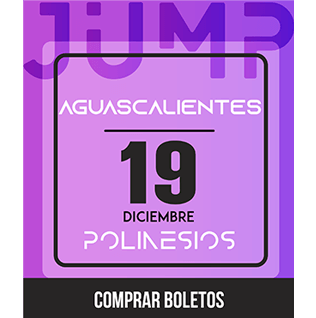 JUMP
AGUASCALIENTES
19
DICIEMBRE
POLINESIOS
COMPRAR BOLETOS